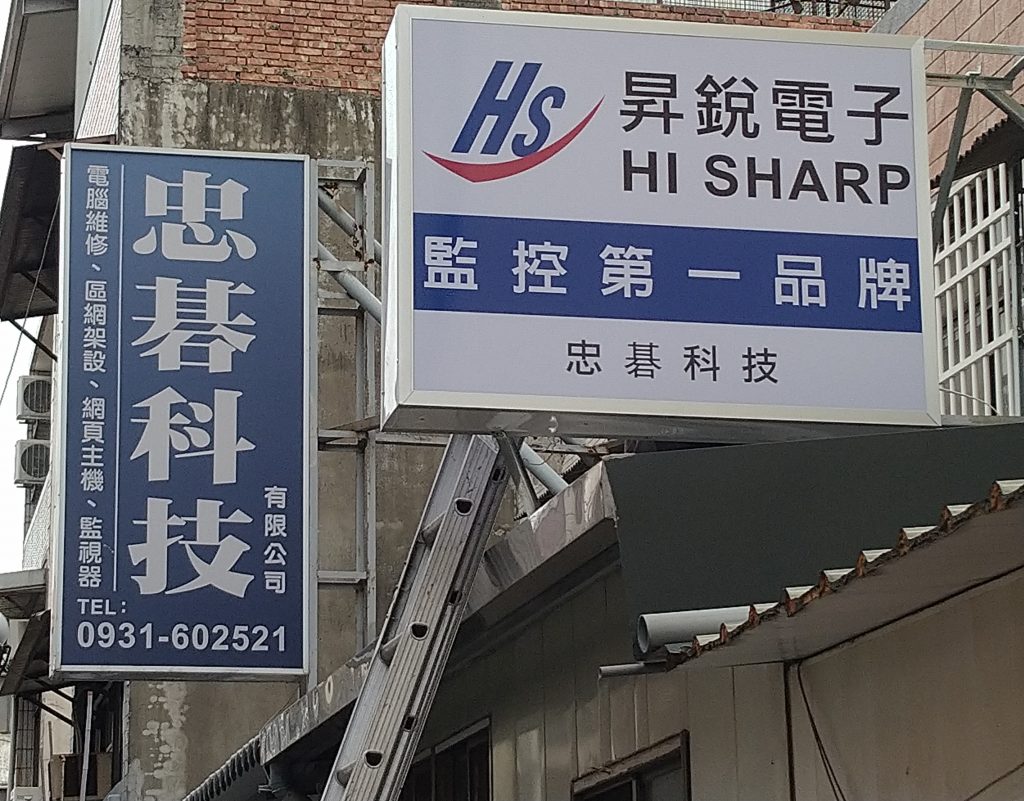 電腦維修、區網架設、網頁主機、監視器
忠碁科技
有限公司
TEL:
0931-602521
HS
昇銳電子
HI SHARP
監控第一品牌
忠碁科技